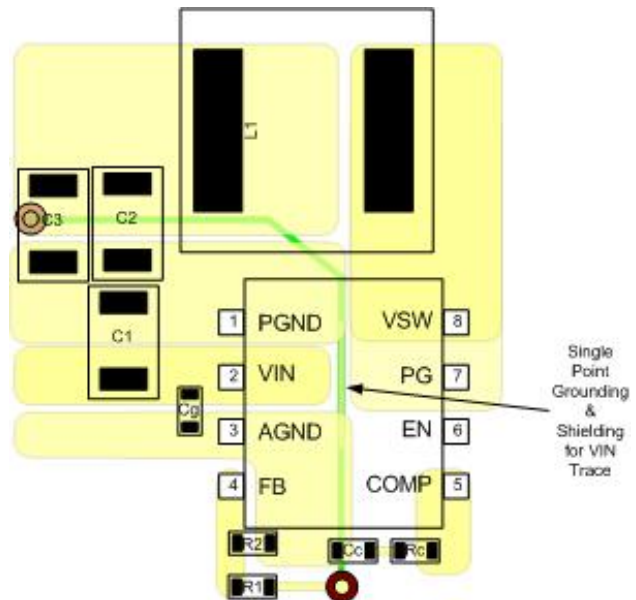 L1
C3
C2
C1
1 PGND VSW 8
2 VIN PG 7
Cg
3 AGND EN 6
4 FB COMP 5
R2
Cc Rc
R1
Single
Point
Grounding
&
Shielding
for VIN
Trace